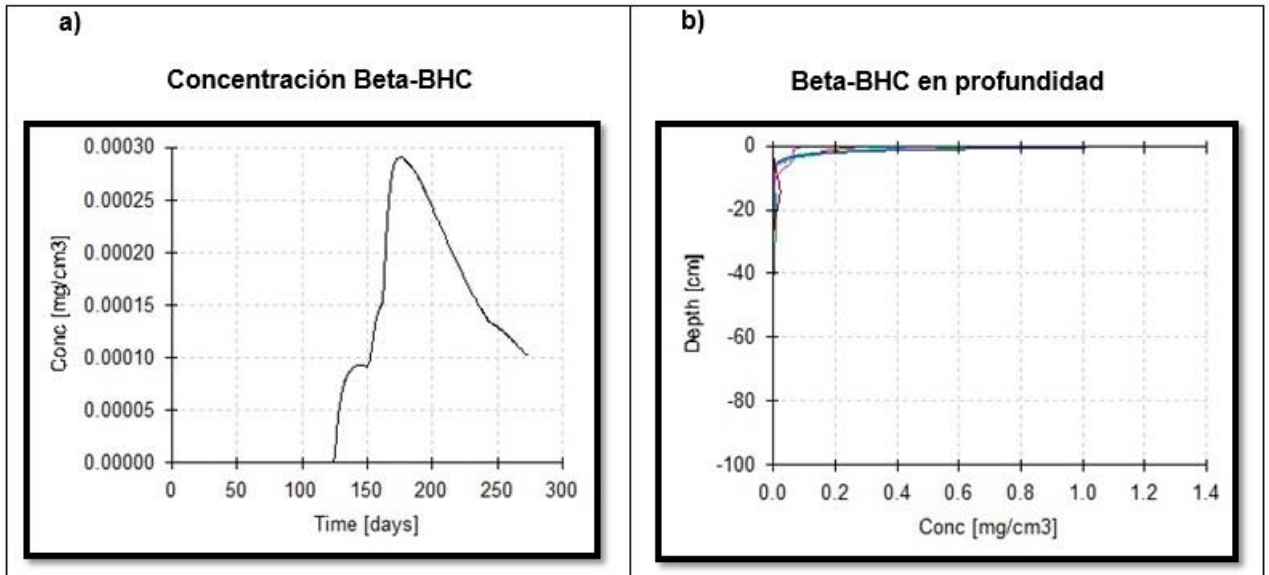 a)
Concentración Beta-BHC
Conc [mg/cm3]
0.00030
0.00025
0.00020
0.00015
0.00010
0.00005
0.00000
0 50 100 150 200 250 300
Time [days]
b)
Beta-BHC en profundidad
Depth [cm]
0
-20
-40
-60
-80
-100
0.0 0.2 0.4 0.6 0.8 1.0 1.2 1.4
Conc [mg/cm3]